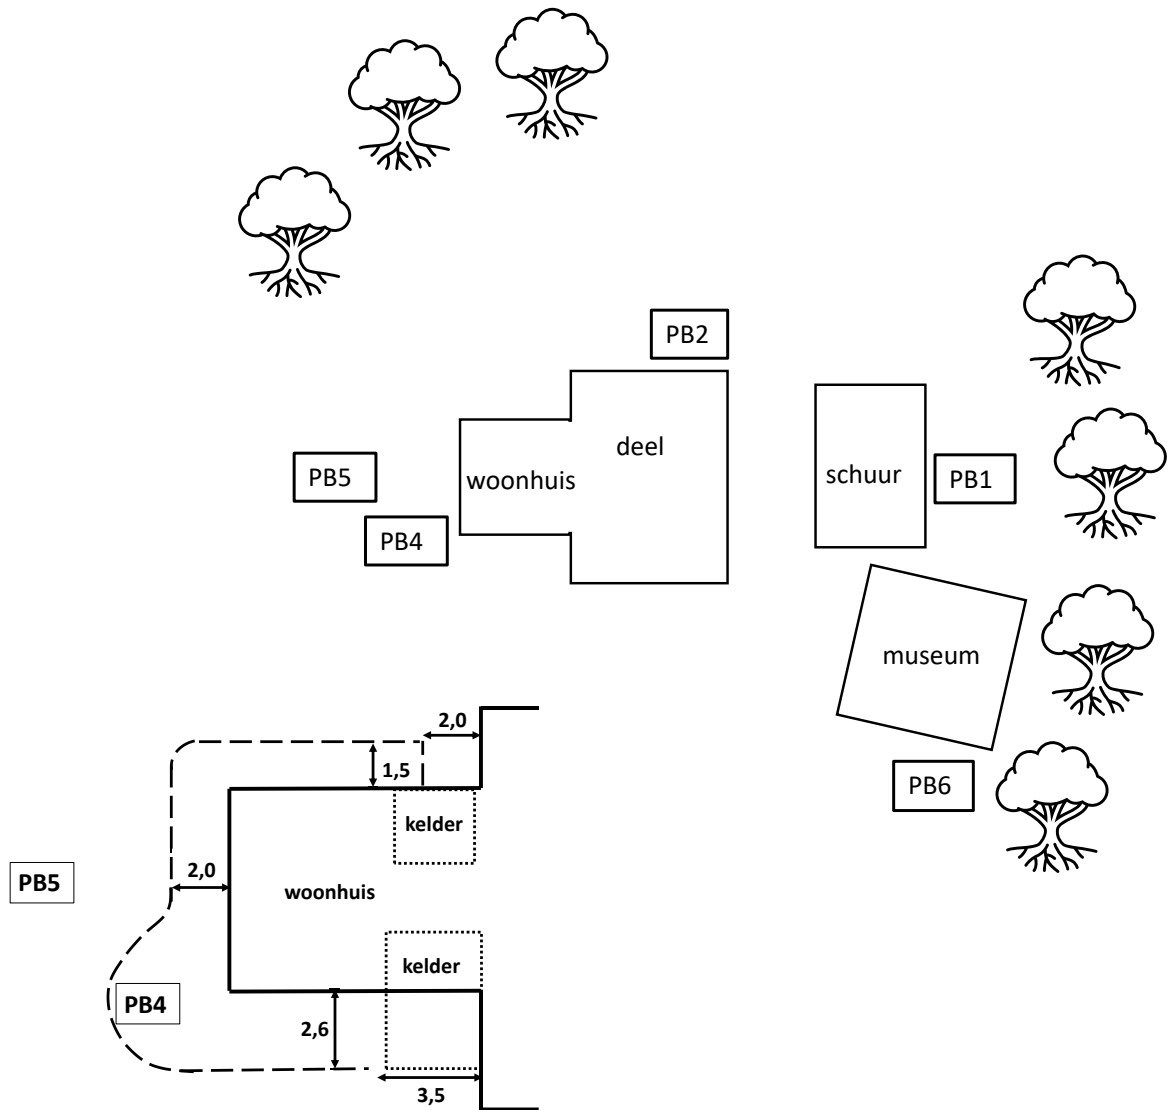 PB2
deel
woonhuis
PB5
PB4
schuur
PB1
museum
PB6
2,0
1,5
kelder
2,0
PB5
woonhuis
kelder
PB4
2,6
3,5